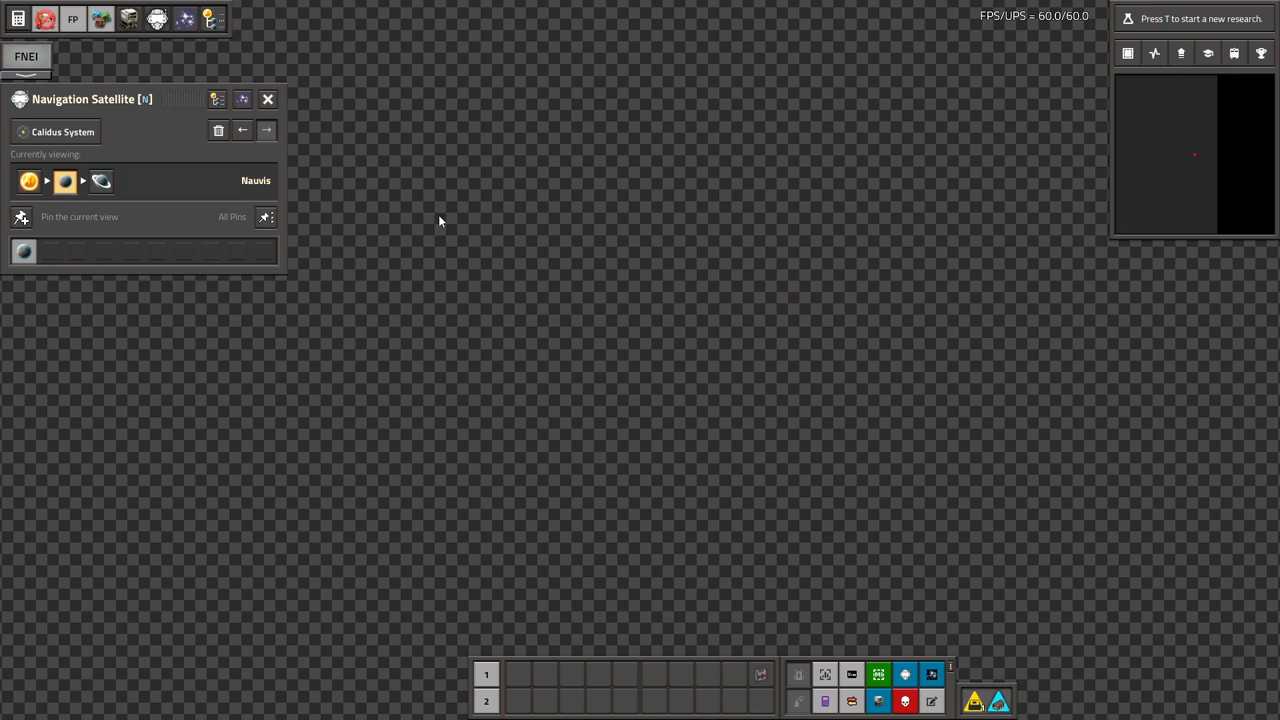 FP
FPS/UPS = 60.0/60.0
Press T to start a new research.
FNEI
Navigation Satellite [N]
Calidus System
Currently viewing:
Nauvis
Pin the current view
All Pins
1
2